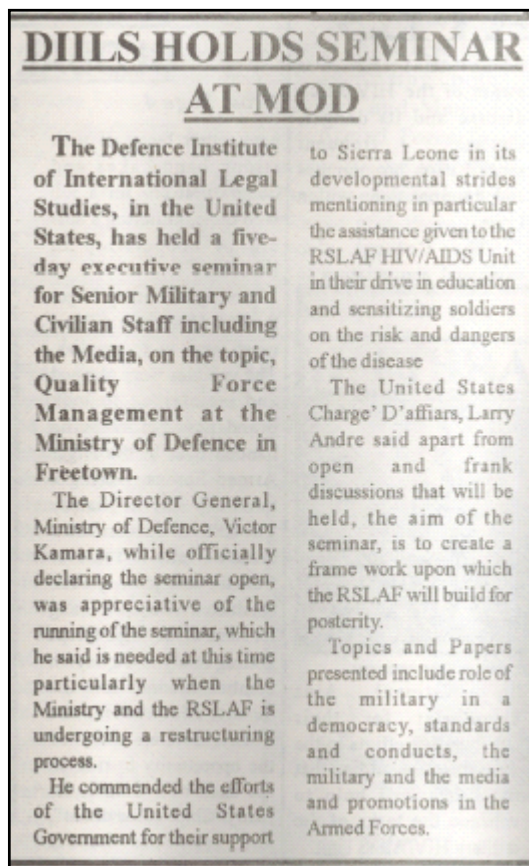 DIILS HOLDS SEMINAR
AT MOD
The Defence Institute
of International Legal
Studies, in the United
States, has held a five-
day executive seminar
for Senior Military and
Civilian Staff including
the Media, on the topic,
Quality Force
Management at the
Ministry of Defence in
Freetown.
The Director General,
Ministry of Defence, Victor
Kamara, while officially
declaring the seminar open,
was appreciative of the
running of the seminar, which
he said is needed at this time
particularly when the
Ministry and the RSLAF is
undergoing a restructuring
process.
He commended the efforts
of the United States
Government for their support
to Sierra Leone in its
developmental strides
mentioning in particular
the assistance given to the
RSLAF HIV/AIDS Unit
in their drive in education
and sensitizing soldiers
on the risk and dangers
of the disease
The United States
Charge' D'affiars, Larry
Andre said apart from
open and frank
discussions that will be
held, the aim of the
seminar, is to create a
frame work upon which
the RSLAF will build for
posterity.
Topics and Papers
presented include role of
the military in a
democracy, standards
and conducts, the
military and the media
and promotions in the
Armed Forces.